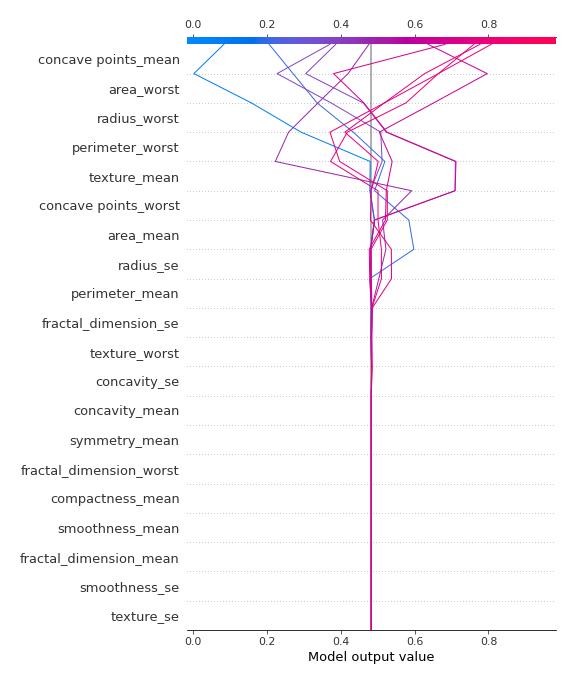 0.0 0.2 0.4 0.6 0.8
concave points_mean
area_worst
radius_worst
perimeter_worst
texture_mean
concave points_worst
area_mean
radius_se
perimeter_mean
fractal_dimension_se
texture_worst
concavity_se
concavity_mean
symmetry_mean
fractal_dimension_worst
compactness_mean
smoothness_mean
fractal_dimension_mean
smoothness_se
texture_se
0.0 0.2 0.4 0.6 0.8
Model output value